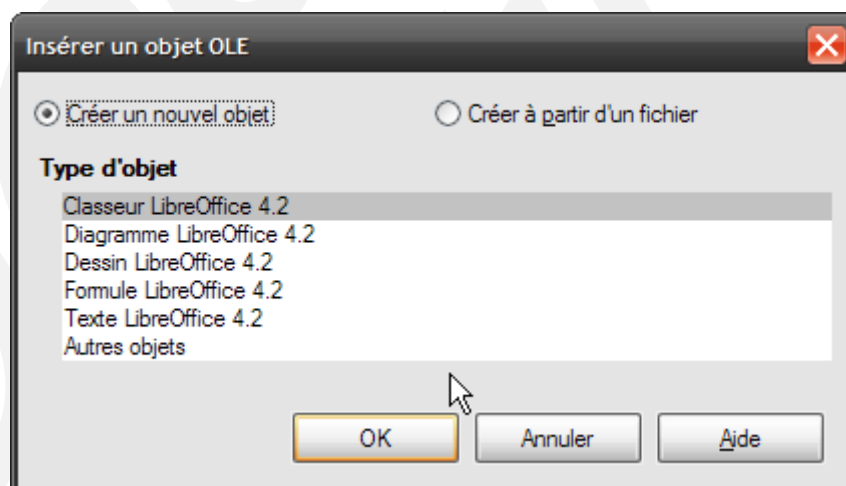 Insérer un objet OLE
Créer un nouvel objet Créer à partir d'un fichier
Type d'objet
Classeur LibreOffice 4.2
Diagramme LibreOffice 4.2
Dessin LibreOffice 4.2
Formule LibreOffice 4.2
Texte LibreOffice 4.2
Autres objets
OK Annuler Aide